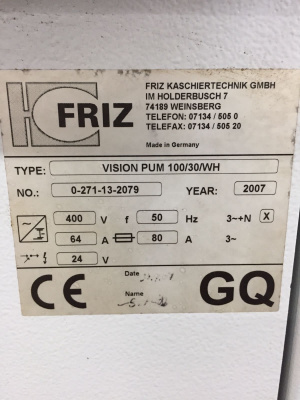 FRIZ
FRIZ KASCHIERTECHNIK GMBH
IM HOLDERBUSCH 7
74189 WEINSBERG
TELEFON: 07134 / 505 0
TELEFAX: 07134 / 505 20
Made in Germany
TYPE: VISION PUM 100/30/WH
NO.: 0-271-13-2079 YEAR: 2007
400 V f 50 Hz 3~+N X
64 A 80 A 3~
24 V
CE Date GQ
Name